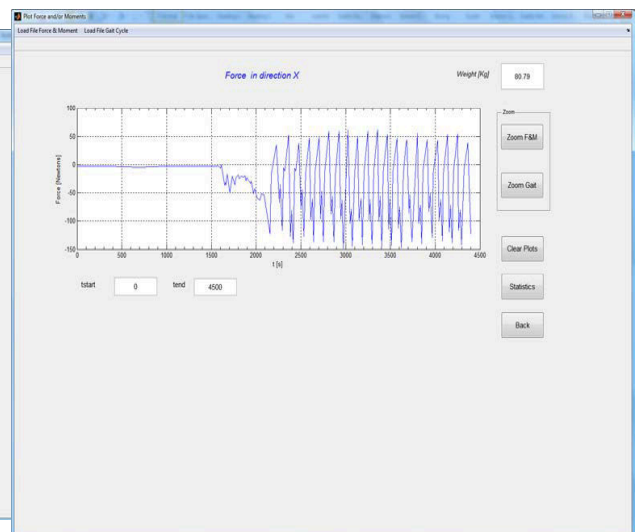 Plot Force and/or Moments
Load File Force & Moment Load File Gait Cycle
Force in direction X
Weight [Kg] 80.79
Zoom
Zoom F&M
Zoom Gait
Clear Plots
Statistics
Back
100
50
0
-50
-100
-150
Force [Newtons]
0 500 1000 1500 2000 2500 3000 3500 4000 4500
t [s]
tstart 0 tend 4500